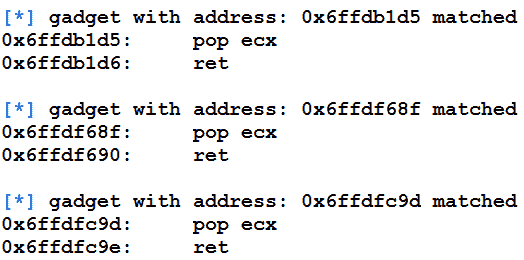 [*] gadget with address: 0x6ffdb1d5 matched
0x6ffdb1d5: pop ecx
0x6ffdb1d6: ret
[*] gadget with address: 0x6ffdf68f matched
0x6ffdf68f: pop ecx
0x6ffdf690: ret
[*] gadget with address: 0x6ffdfc9d matched
0x6ffdfc9d: pop ecx
0x6ffdfc9e: ret